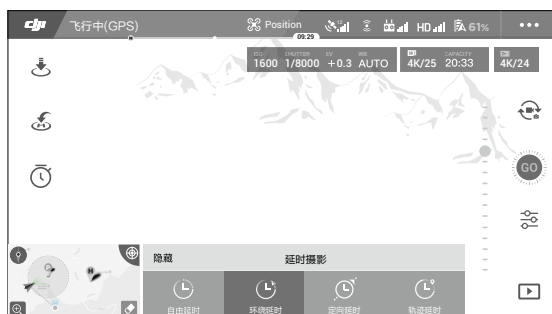 dji 飞行中(GPS) Position 12 HD 61%
09:29
ISO SHUTTER EV WB CAPACITY
1600 1/8000 +0.3 AUTO 4K/25 20:33 4K/24
GO
隐藏 延时摄影
自由延时 环绕延时 定向延时 轨迹延时